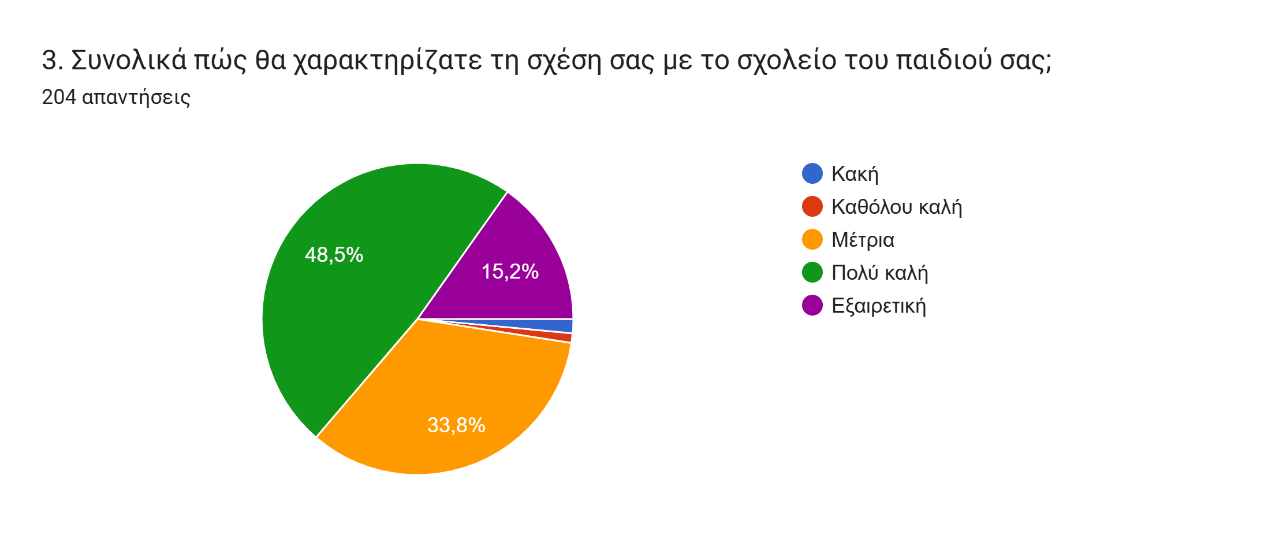 3. Συνολικά πώς θα χαρακτηρίζατε τη σχέση σας με το σχολείο του παιδιού σας;
204 απαντήσεις
Κακή
Καθόλου καλή
Μέτρια
Πολύ καλή
Εξαιρετική
48,5%
15,2%
33,8%